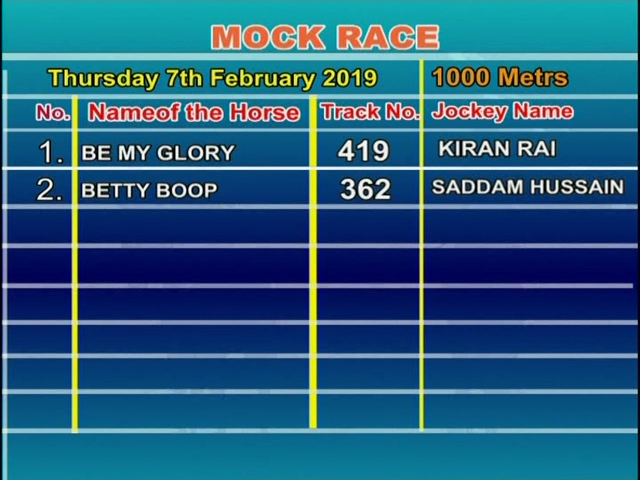 MOCK RACE
Thursday 7th February 2019 1000 Metrs
No. Nameof the Horse Track No. Jockey Name
1. BE MY GLORY 419 KIRAN RAI
2. BETTY BOOP 362 SADDAM HUSSAIN